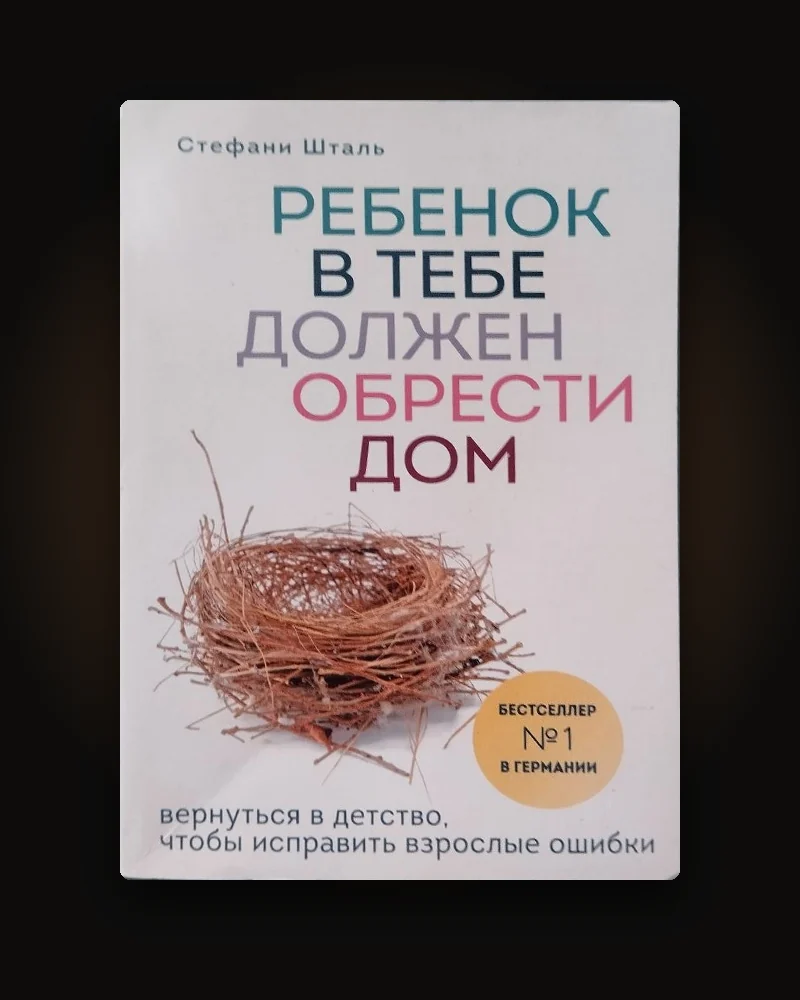 Стефани Шталь
РЕБЕНОК
В ТЕБЕ
ДОЛЖЕН
ОБРЕСТИ
ДОМ
БЕСТСЕЛЛЕР
№1
В ГЕРМАНИИ
вернуться в детство,
чтобы исправить взрослые ошибки